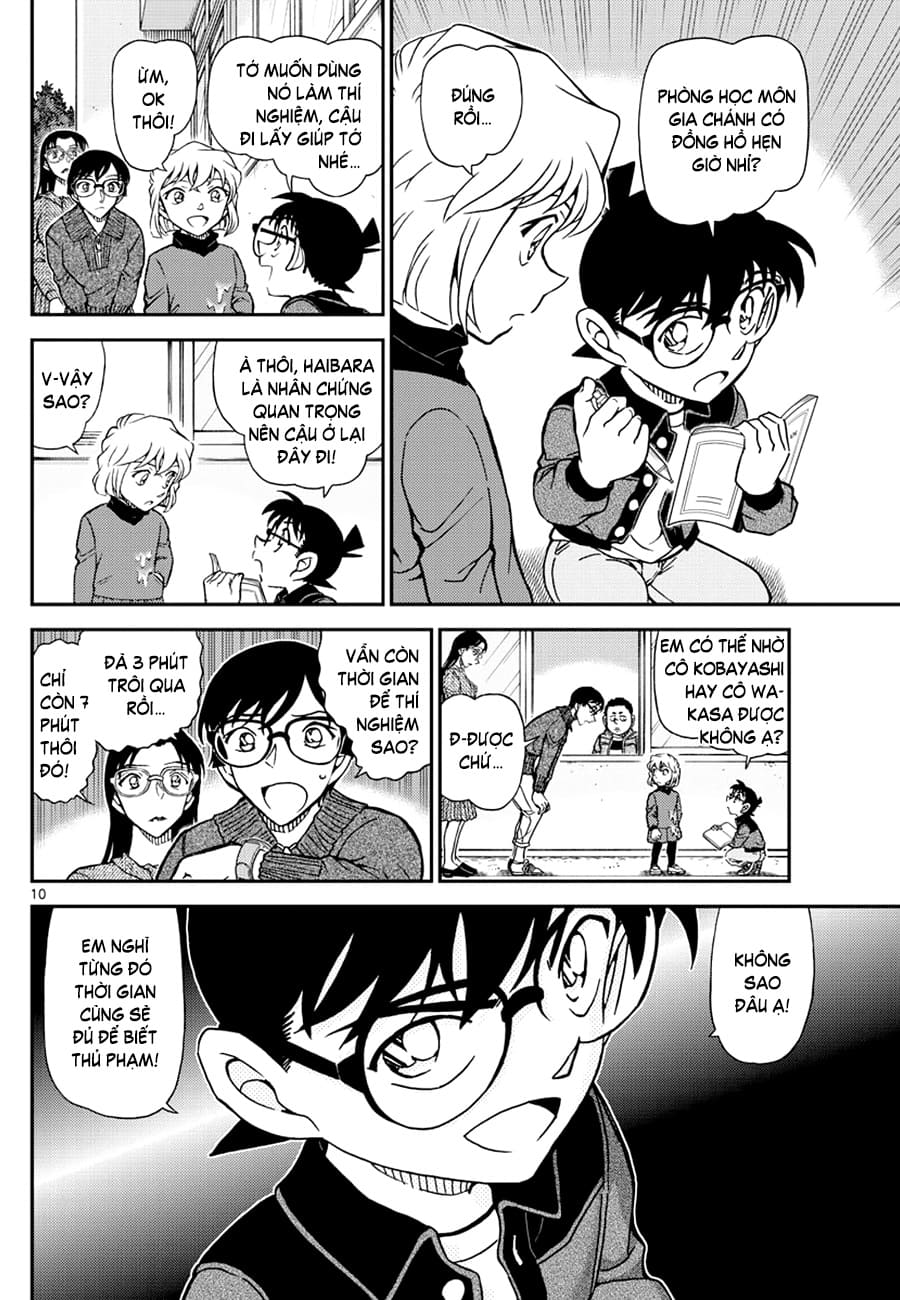 PHÒNG HỌC MÔN
GIA CHÁNH CÓ
ĐỒNG HỒ HẸN
GIỜ NHỈ?
ĐÚNG
RỒI...
TỚ MUỐN DÙNG
NÓ LÀM THÍ
NGHIỆM, CẬU
ĐI LẤY GIÚP TỚ
NHÉ...
ỪM,
OK
THÔI!
À THÔI, HAIBARA
LÀ NHÂN CHỨNG
QUAN TRỌNG
NÊN CẬU Ở LẠI
ĐÂY ĐI!
V-VẬY
SAO?
EM CÓ THỂ NHỜ
CÔ KOBAYASHI
HAY CÔ WA-
KASA ĐƯỢC
KHÔNG Ạ?
Đ-ĐƯỢC
CHỨ...
VẪN CÒN
THỜI GIAN
ĐỂ THÍ
NGHIỆM
SAO?
ĐÃ 3 PHÚT
TRÔI QUA
RỒI...
CHỈ
CÒN 7
PHÚT
THÔI
ĐÓ!
10
KHÔNG
SAO
ĐÂU Ạ!
EM NGHĨ
TỪNG ĐÓ
THỜI GIAN
CŨNG SẼ
ĐỦ ĐỂ BIẾT
THỦ PHẠM!